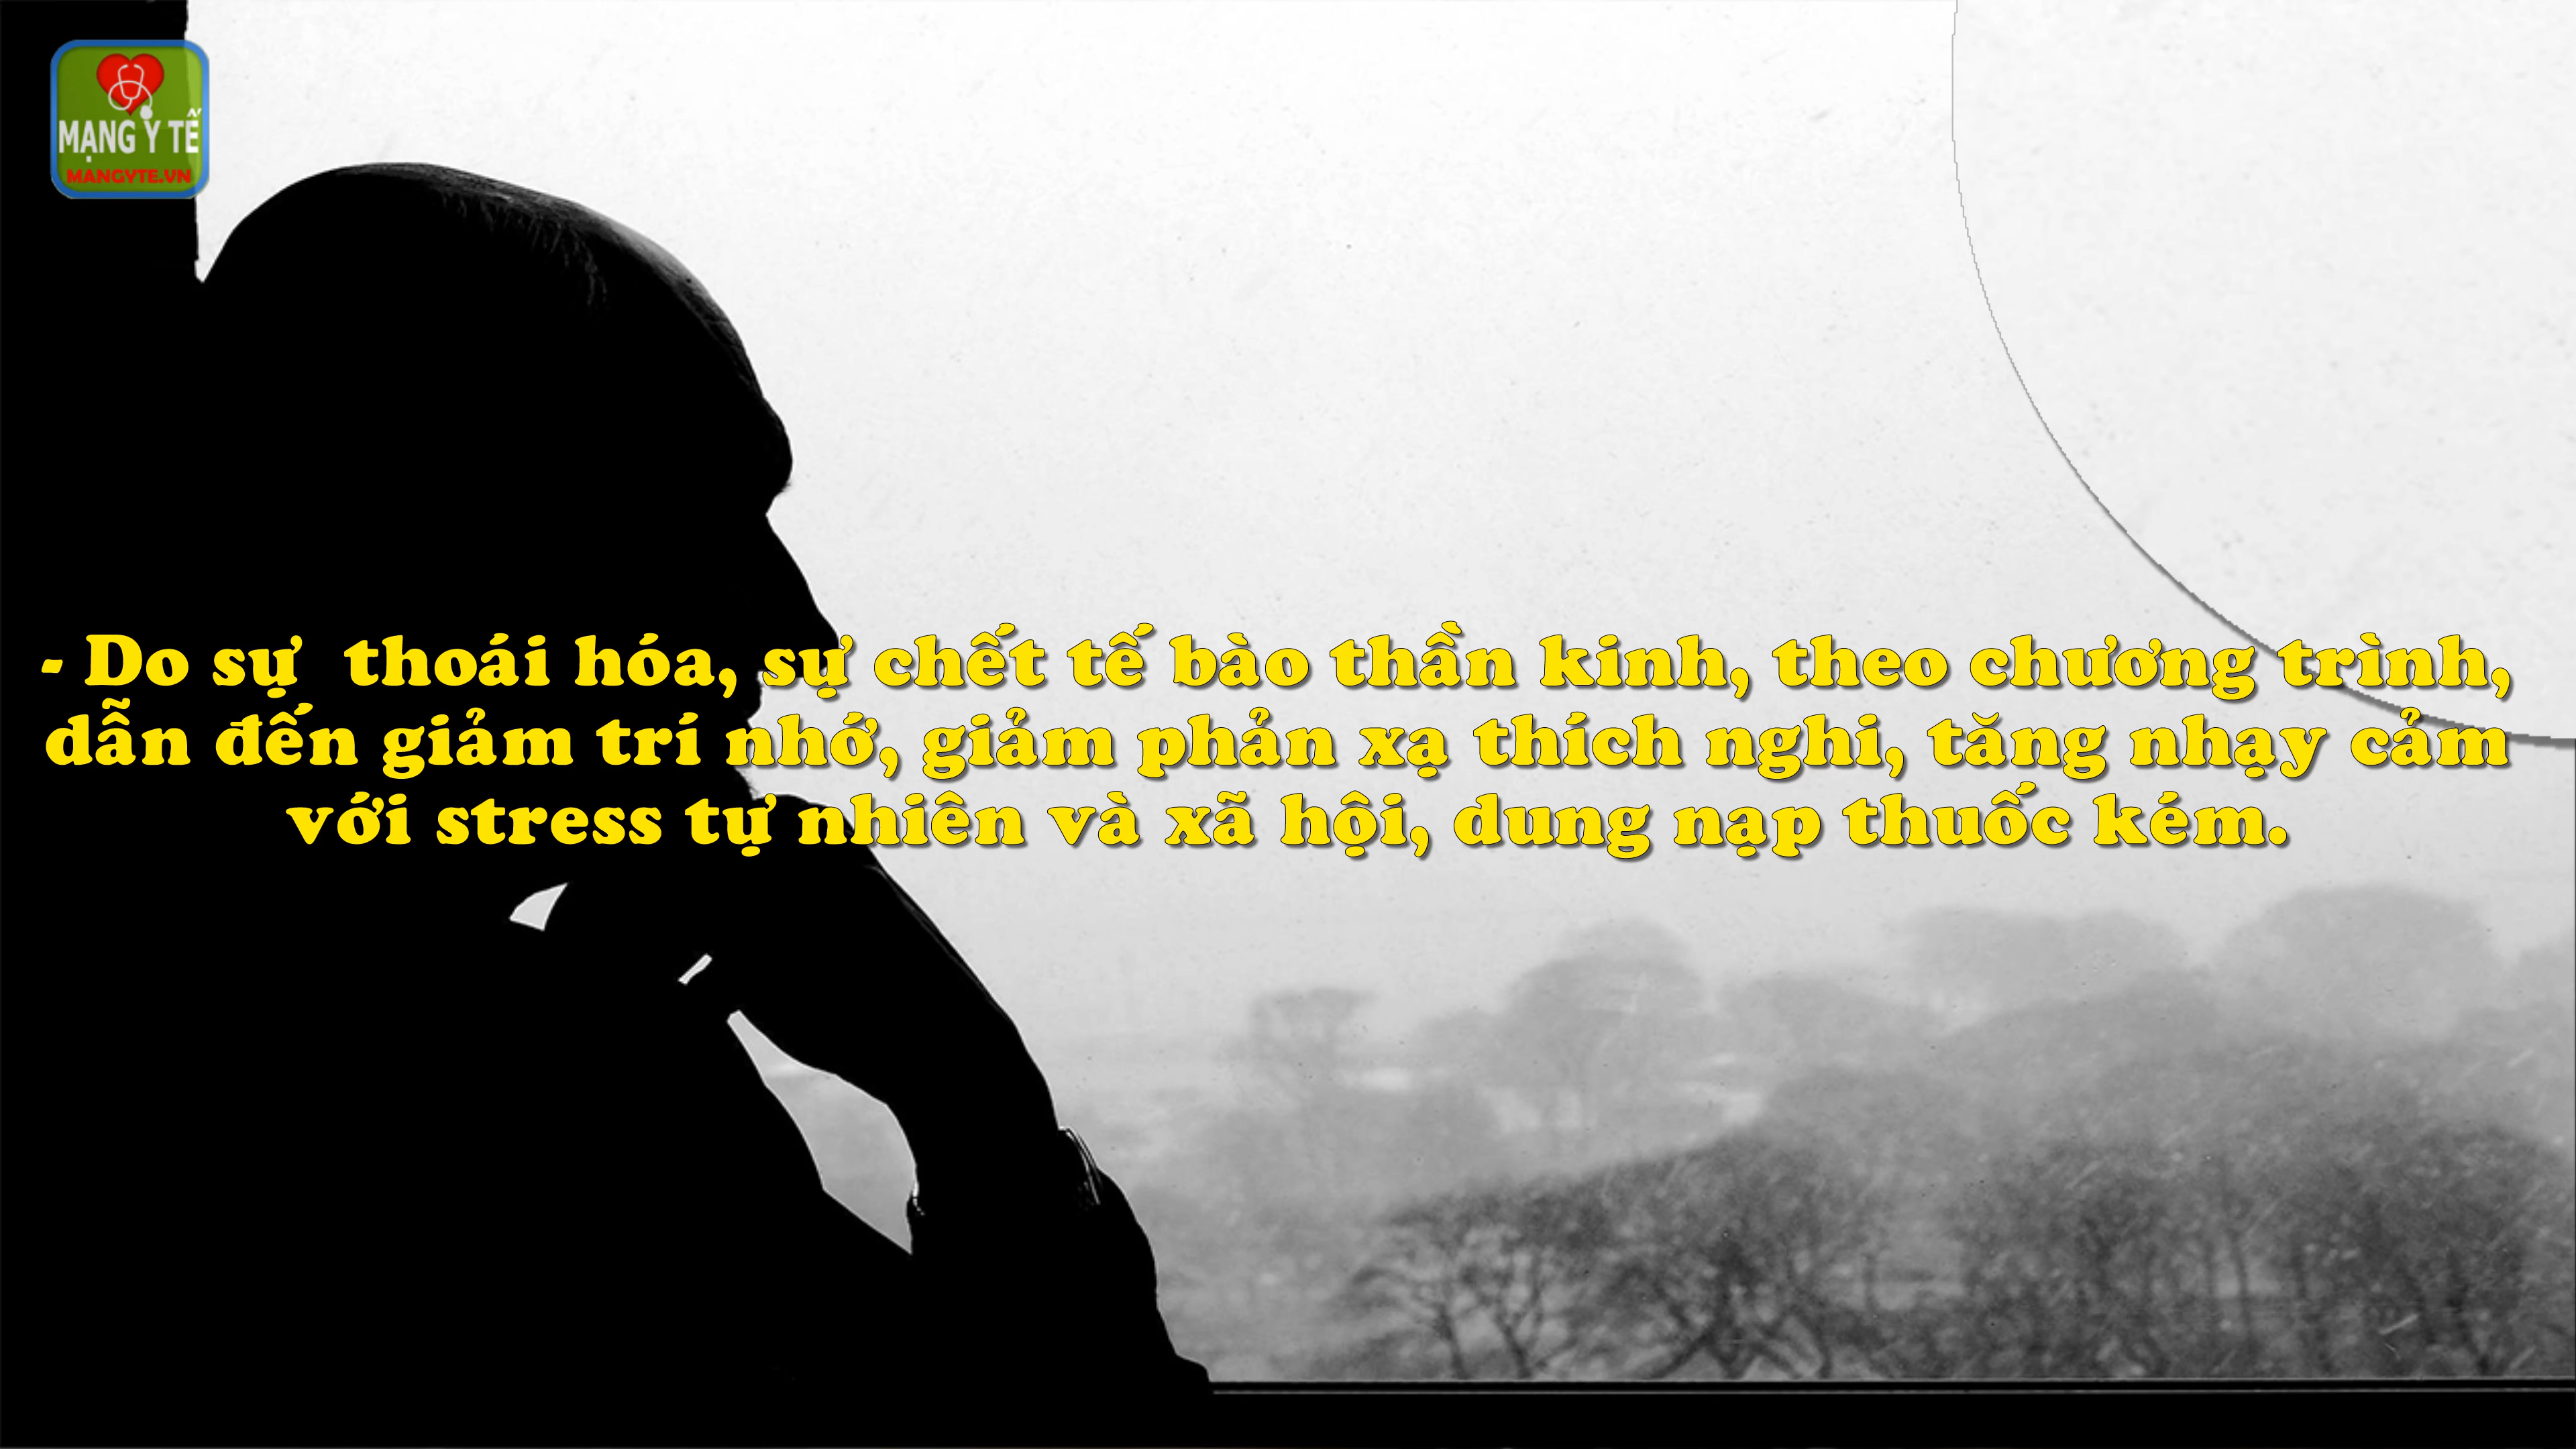 MẠNG Y TẾ
MANGYTE.VN
- Do sự thoái hóa, sự chết tế bào thần kinh, theo chương trình,
dẫn đến giảm trí nhớ, giảm phản xạ thích nghi, tăng nhạy cảm
với stress tự nhiên và xã hội, dung nạp thuốc kém.